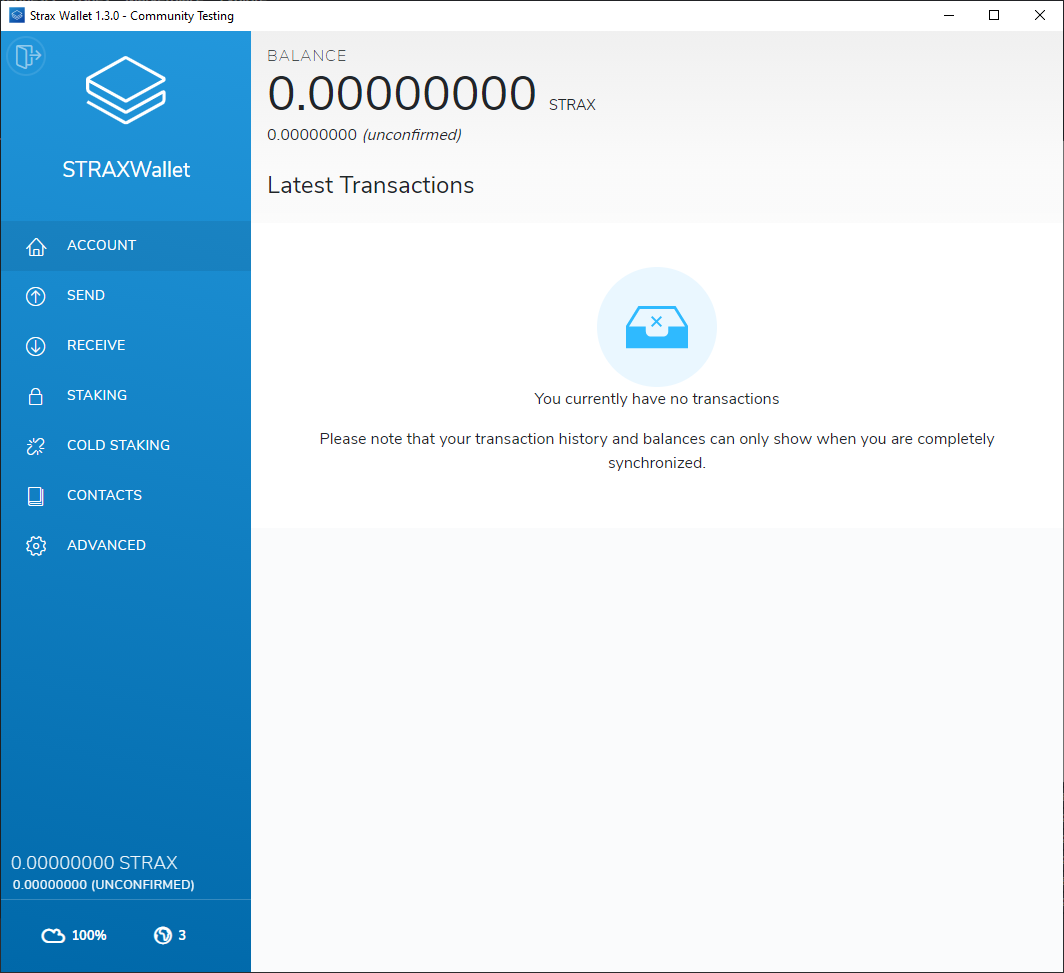 Strax Wallet 1.3.0 - Community Testing
STRAXWallet
ACCOUNT
SEND
RECEIVE
STAKING
COLD STAKING
CONTACTS
ADVANCED
0.00000000 STRAX
0.00000000 (UNCONFIRMED)
100% 3
BALANCE
0.00000000 STRAX
0.00000000 (unconfirmed)
Latest Transactions
You currently have no transactions
Please note that your transaction history and balances can only show when you are completely
synchronized.